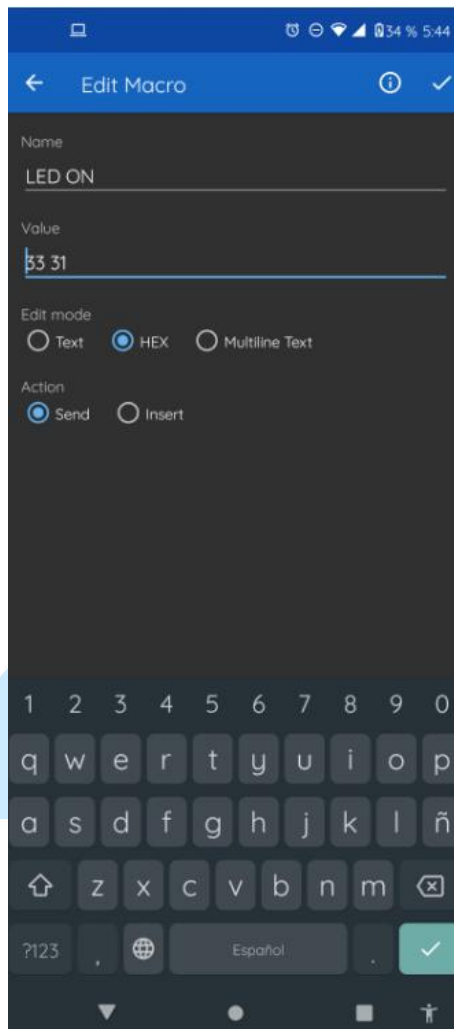 34 % 5:44
Edit Macro
Name
LED ON
Value
33 31
Edit mode
Text HEX Multiline Text
Action
Send Insert
1 2 3 4 5 6 7 8 9 0
q w e r t y u i o p
a s d f g h j k l ñ
z x c v b n m
?123 , Español .